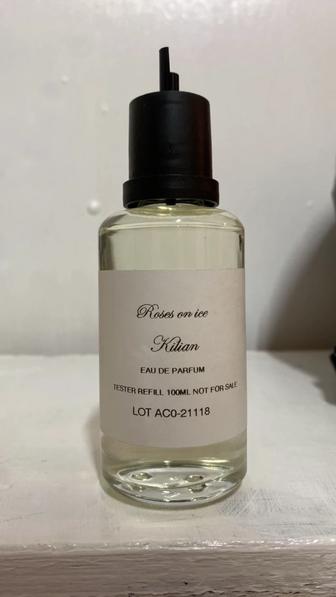 Roses on ice
Kilian
EAU DE PARFUM
TESTER REFILL 100ML NOT FOR SALE
LOT AC0-21118